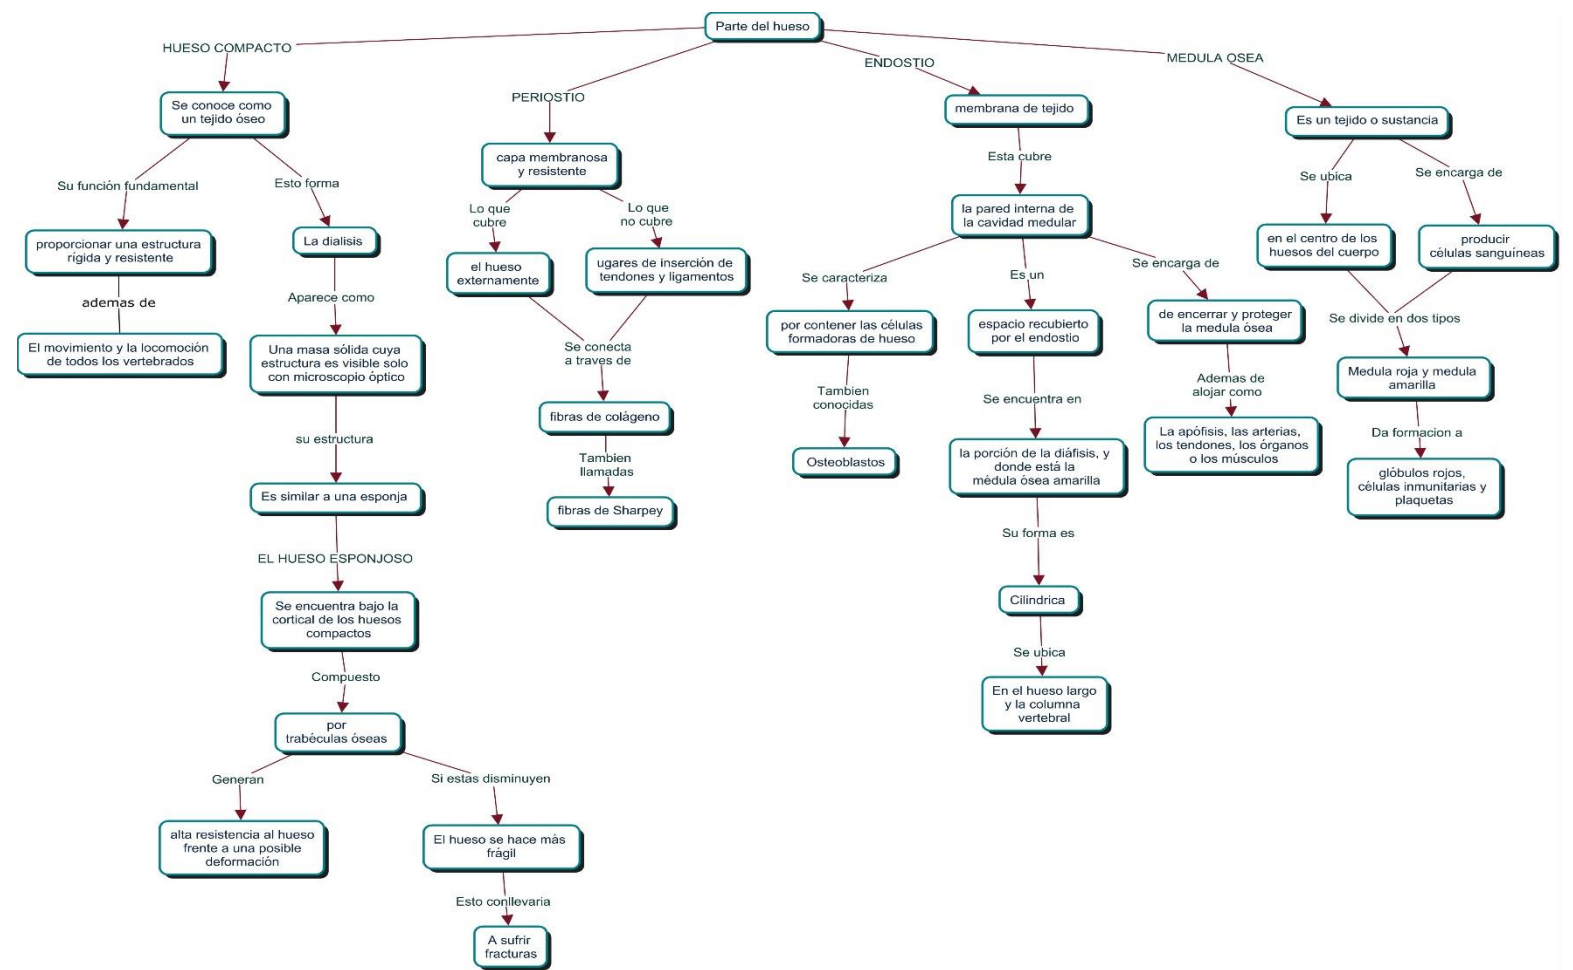 Parte del hueso
HUESO COMPACTO
Se conoce como
un tejido óseo
Su función fundamental
proporcionar una estructura
rígida y resistente
ademas de
El movimiento y la locomoción
de todos los vertebrados
Esto forma
La dialisis
Aparece como
Una masa sólida cuya
estructura es visible solo
con microscopio óptico
su estructura
Es similar a una esponja
EL HUESO ESPONJOSO
Se encuentra bajo la
cortical de los huesos
compactos
Compuesto
por
trabéculas óseas
Generan
alta resistencia al hueso
frente a una posible
deformación
Si estas disminuyen
El hueso se hace más
frágil
Esto conllevaria
A sufrir
fracturas
PERIOSTIO
capa membranosa
y resistente
Lo que
cubre
el hueso
externamente
Lo que
no cubre
ugares de inserción de
tendones y ligamentos
Se conecta
a traves de
fibras de colágeno
Tambien
llamadas
fibras de Sharpey
ENDOSTIO
membrana de tejido
Esta cubre
la pared interna de
la cavidad medular
Se caracteriza
por contener las células
formadoras de hueso
Tambien
conocidas
Osteoblastos
Es un
espacio recubierto
por el endostio
Se encuentra en
la porción de la diáfisis, y
donde está la
médula ósea amarilla
Su forma es
Cilindrica
Se ubica
En el hueso largo
y la columna
vertebral
Se encarga de
de encerrar y proteger
la medula ósea
Ademas de
alojar como
La apófisis, las arterias,
los tendones, los órganos
o los músculos
MEDULA OSEA
Es un tejido o sustancia
Se ubica
en el centro de los
huesos del cuerpo
Se encarga de
producir
células sanguíneas
Se divide en dos tipos
Medula roja y medula
amarilla
Da formacion a
glóbulos rojos,
células inmunitarias y
plaquetas